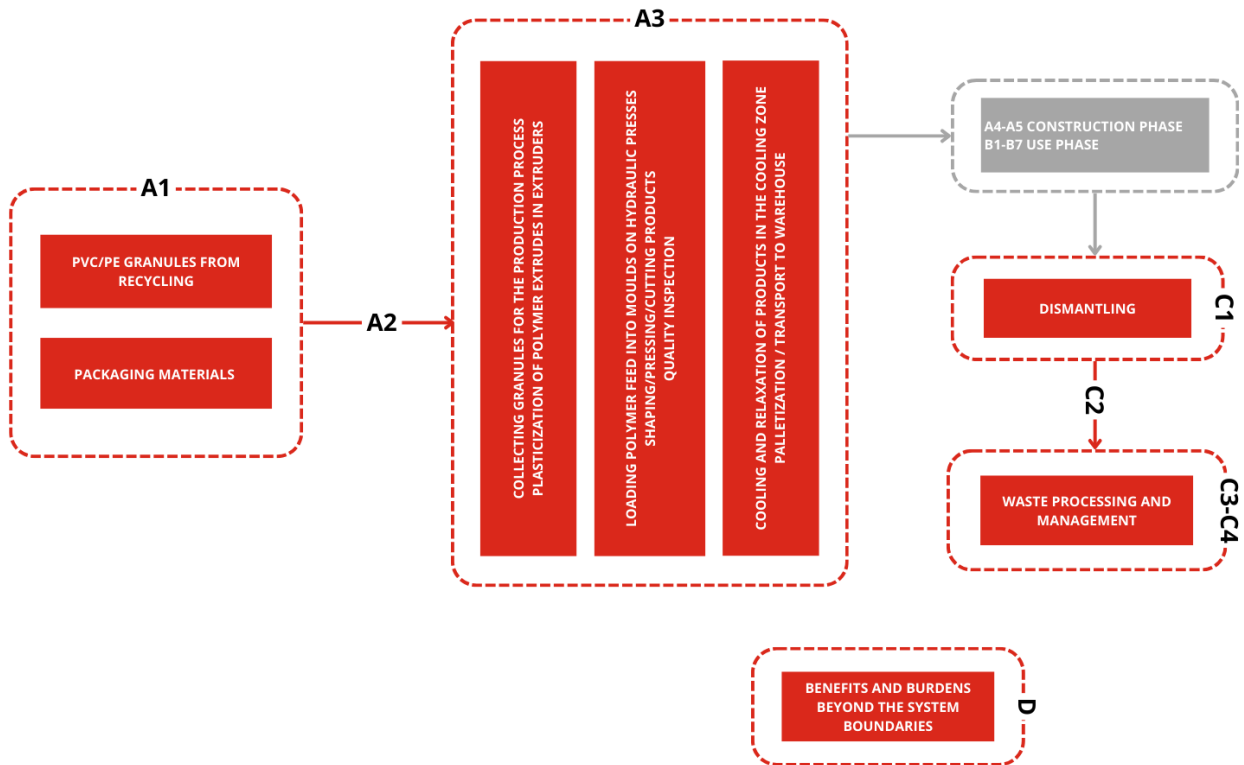 A1
PVC/PE GRANULES FROM
RECYCLING
PACKAGING MATERIALS
A2
A3
COLLECTING GRANULES FOR THE PRODUCTION PROCESS
PLASTICIZATION OF POLYMER EXTRUDES IN EXTRUDERS
LOADING POLYMER FEED INTO MOULDS ON HYDRAULIC PRESSES
SHAPING/PRESSING/CUTTING PRODUCTS
QUALITY INSPECTION
COOLING AND RELAXATION OF PRODUCTS IN THE COOLING ZONE
PALLETIZATION / TRANSPORT TO WAREHOUSE
A4-A5 CONSTRUCTION PHASE
B1-B7 USE PHASE
DISMANTLING
C1
C2
WASTE PROCESSING AND
MANAGEMENT
C3-C4
BENEFITS AND BURDENS
BEYOND THE SYSTEM
BOUNDARIES
D